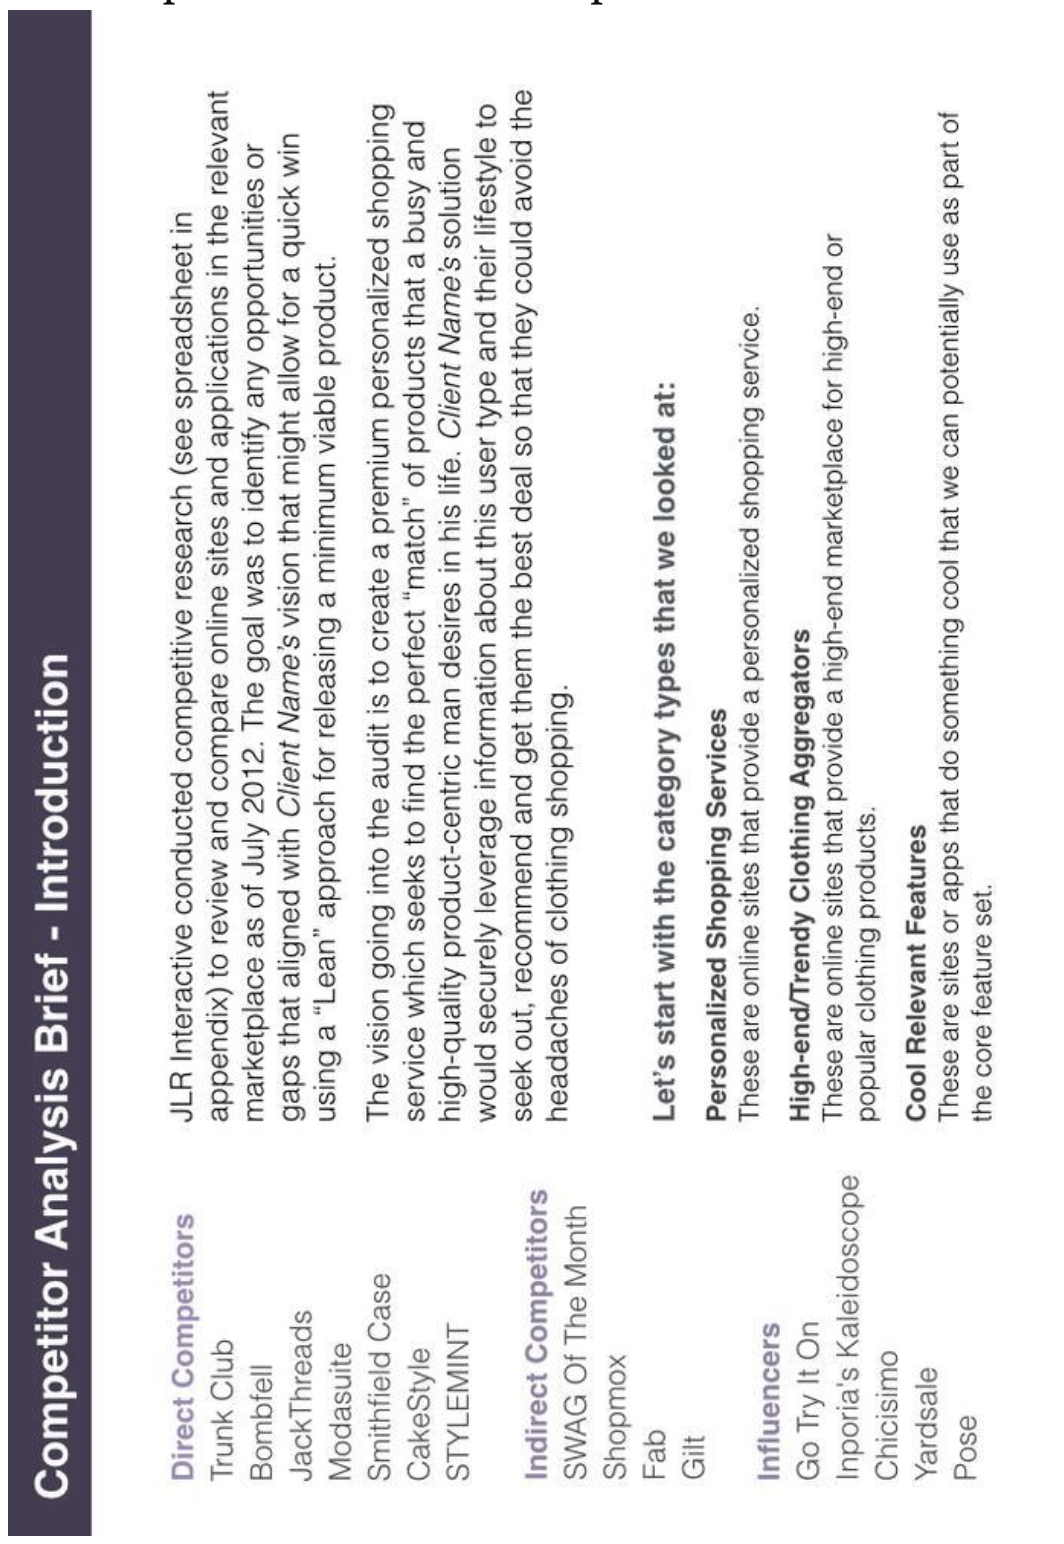 Competitor Analysis Brief - Introduction
Direct Competitors
Trunk Club
Bombfell
JackThreads
Modasuite
Smithfield Case
CakeStyle
STYLEMINT
Indirect Competitors
SWAG Of The Month
Shopmox
Fab
Gilt
Influencers
Go Try It On
Inporia's Kaleidoscope
Chicisimo
Yardsale
Pose
JLR Interactive conducted competitive research (see spreadsheet in
appendix) to review and compare online sites and applications in the relevant
marketplace as of July 2012. The goal was to identify any opportunities or
gaps that aligned with Client Name's vision that might allow for a quick win
using a “Lean” approach for releasing a minimum viable product.
The vision going into the audit is to create a premium personalized shopping
service which seeks to find the perfect “match” of products that a busy and
high-quality product-centric man desires in his life. Client Name's solution
would securely leverage information about this user type and their lifestyle to
seek out, recommend and get them the best deal so that they could avoid the
headaches of clothing shopping.
Let's start with the category types that we looked at:
Personalized Shopping Services
These are online sites that provide a personalized shopping service.
High-end/Trendy Clothing Aggregators
These are online sites that provide a high-end marketplace for high-end or
popular clothing products.
Cool Relevant Features
These are sites or apps that do something cool that we can potentially use as part of
the core feature set.